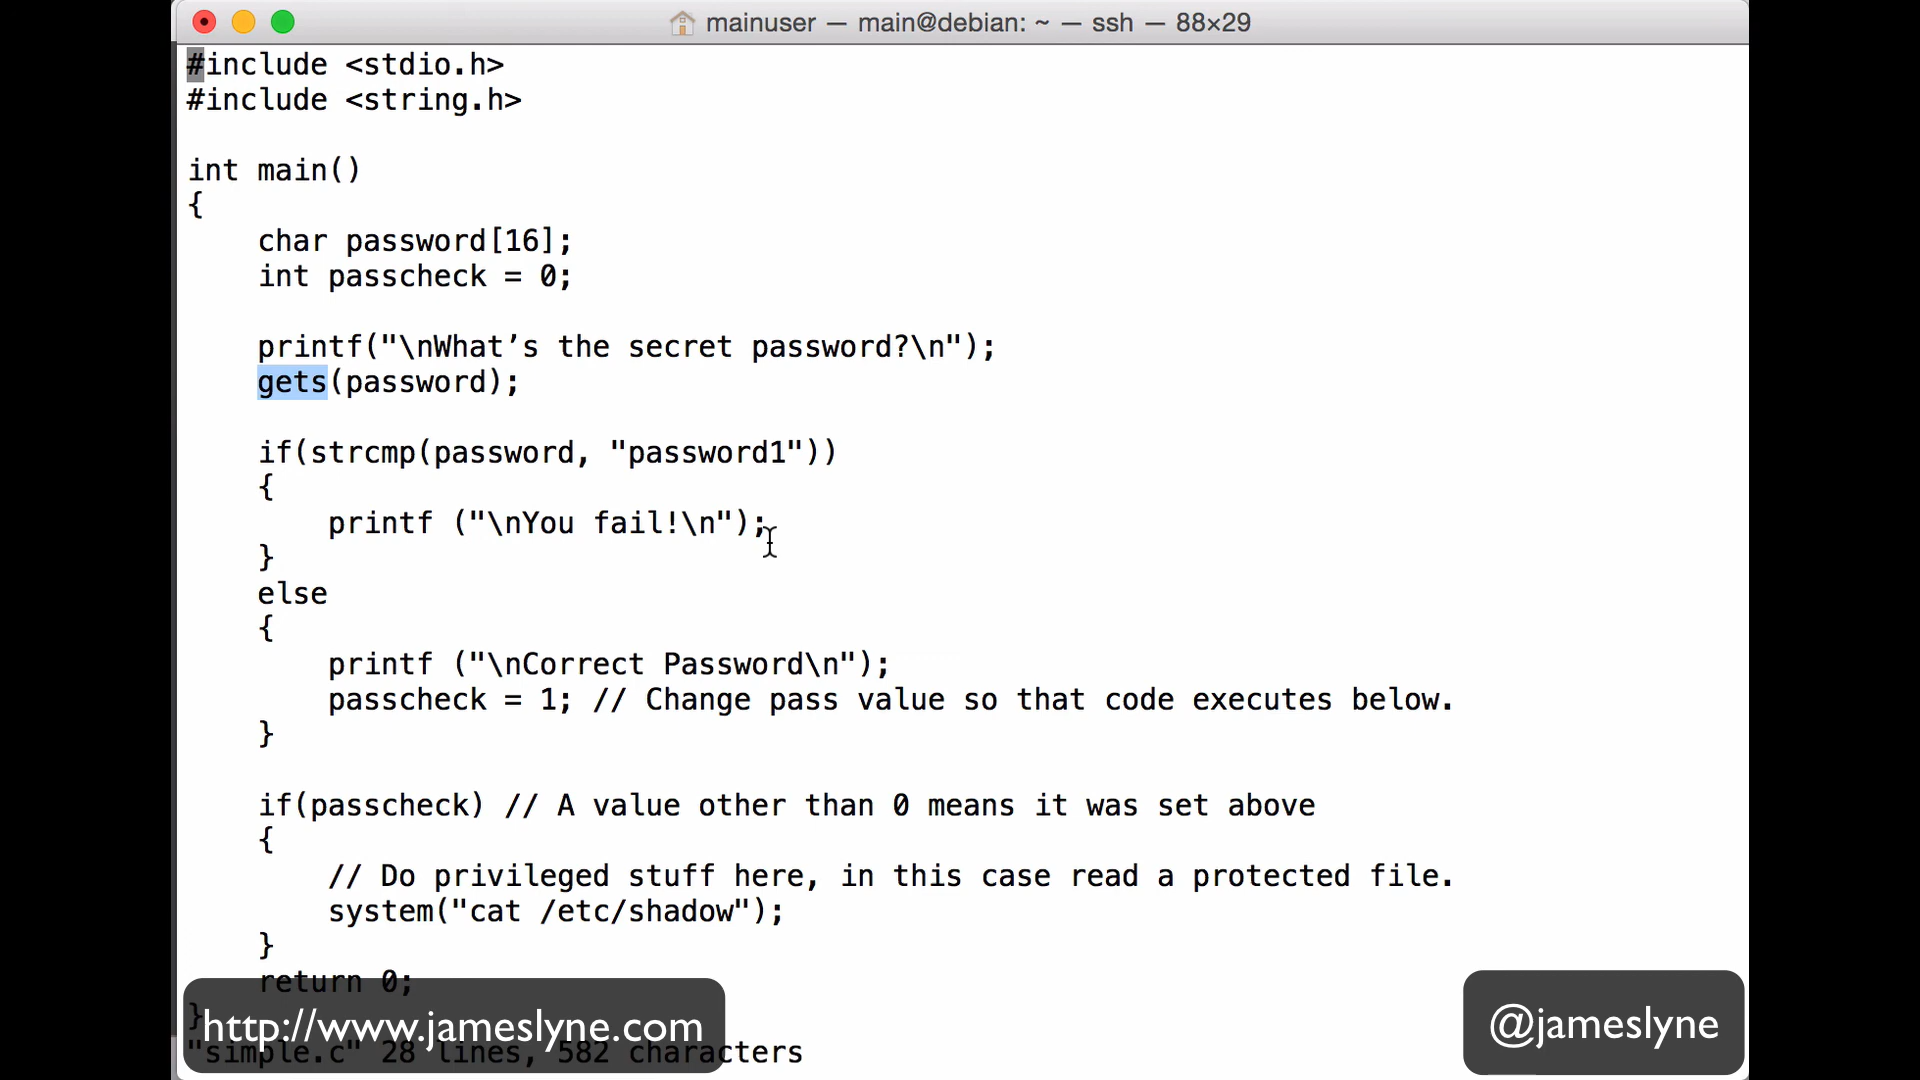 mainuser — main@debian: ~ — ssh — 88×29
#include <stdio.h>
#include <string.h>
int main()
{
char password[16];
int passcheck = 0;
printf("\nWhat’s the secret password?\n");
gets(password);
if(strcmp(password, "password1"))
{
printf ("\nYou fail!\n");
}
else
{
printf ("\nCorrect Password\n");
passcheck = 1; // Change pass value so that code executes below.
}
if(passcheck) // A value other than 0 means it was set above
{
// Do privileged stuff here, in this case read a protected file.
system("cat /etc/shadow");
}
return 0;
}
http://www.jameslyne.com
@jameslyne
"simple.c" 28 lines, 582 characters